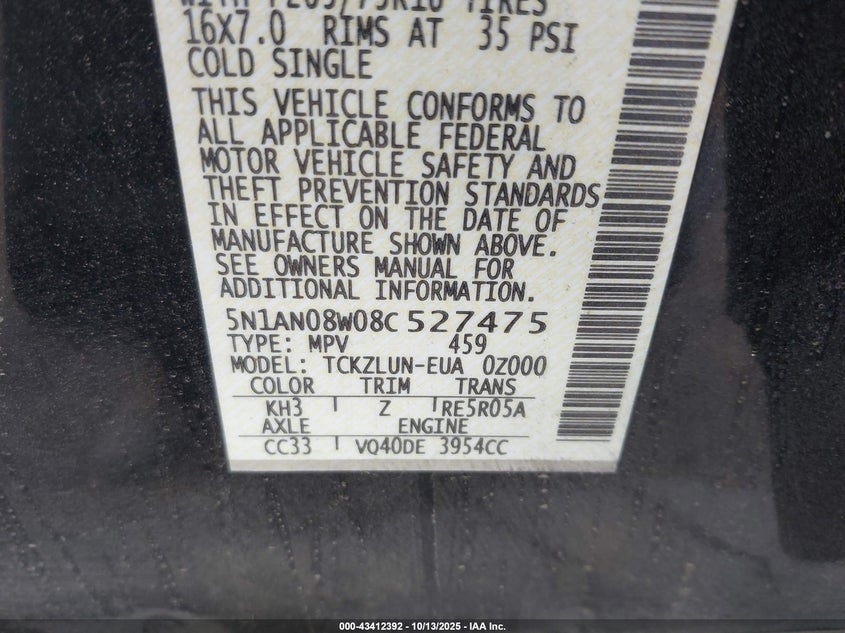 16X7.0 RIMS AT 35 PSI
COLD SINGLE
THIS VEHICLE CONFORMS TO
ALL APPLICABLE FEDERAL
MOTOR VEHICLE SAFETY AND
THEFT PREVENTION STANDARDS
IN EFFECT ON THE DATE OF
MANUFACTURE SHOWN ABOVE.
SEE OWNERS MANUAL FOR
ADDITIONAL INFORMATION.
5N1AN08W08C527475
TYPE: MPV 459
MODEL: TCKZLUN-EUA 0Z000
COLOR TRIM TRANS
KH3 Z RE5R05A
AXLE ENGINE
CC33 VQ40DE 3954CC
000-43412392 | 10/13/2025 - IAA Inc.